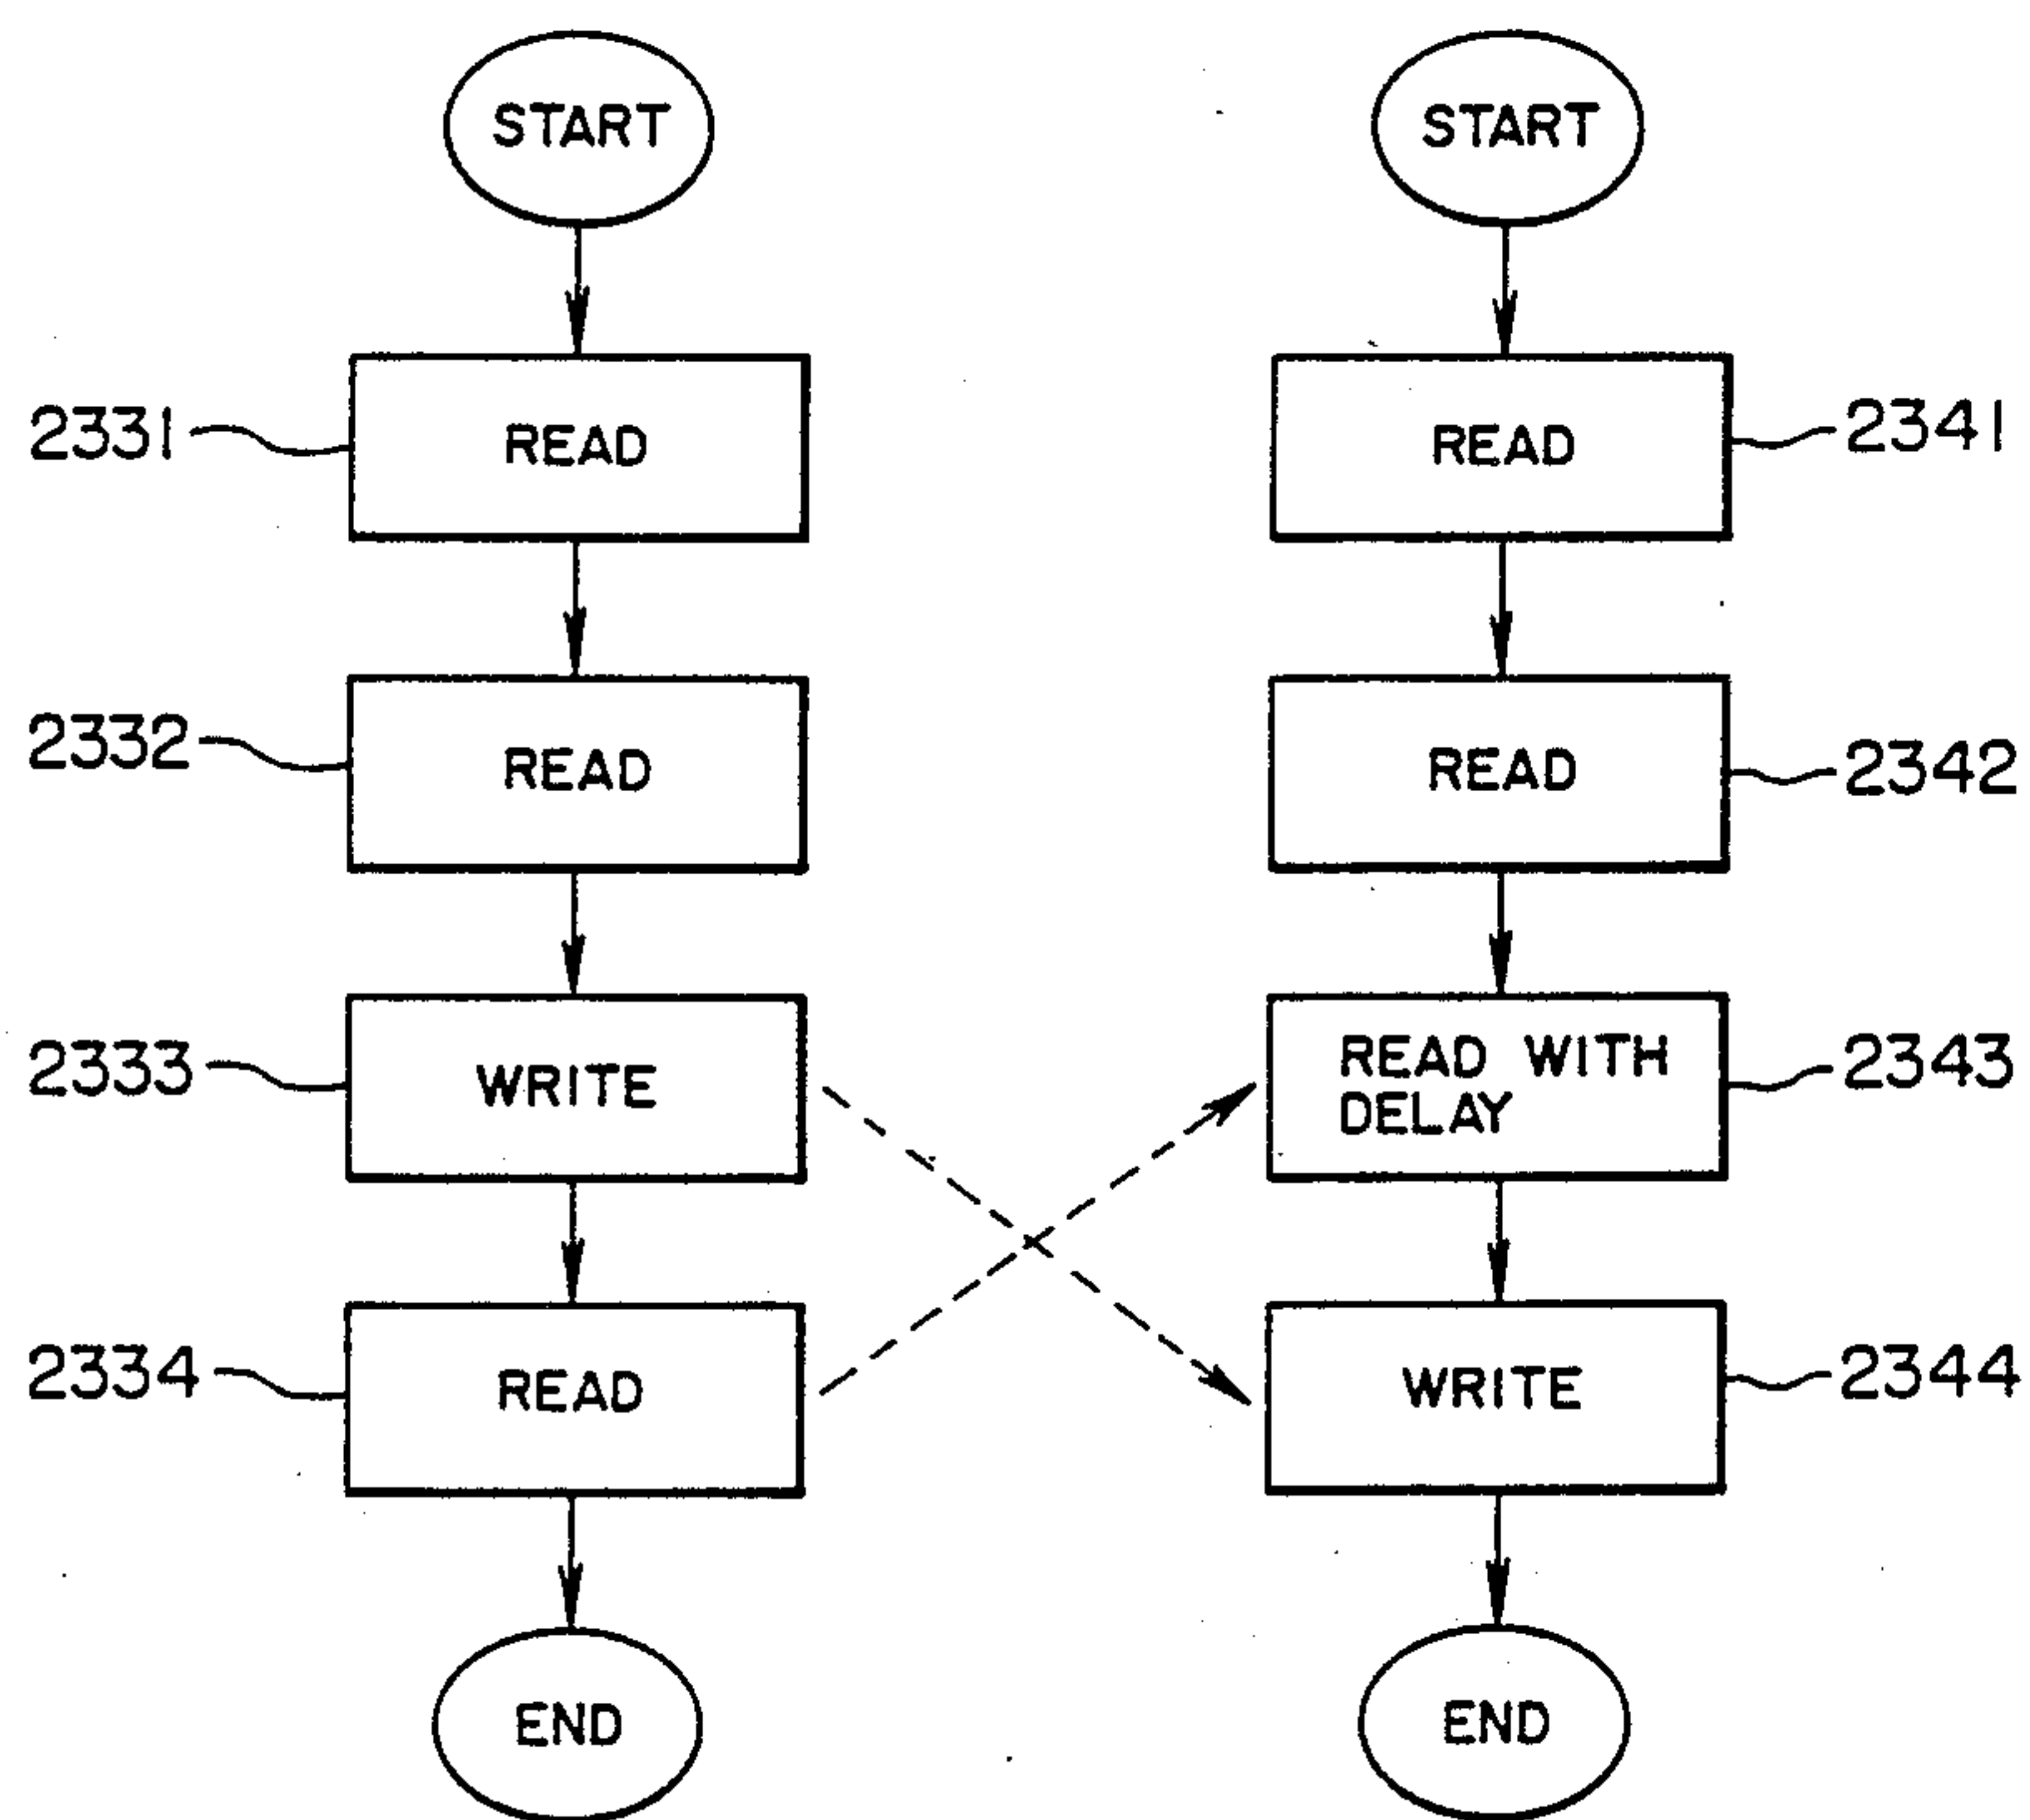 START
2331
READ
2332
READ
2333
WRITE
2334
READ
END
START
READ
2341
READ
2342
READ WITH
DELAY
2343
WRITE
2344
END